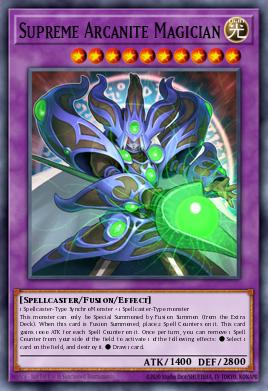 SUPREME ARCANITE MAGICIAN
[SPELLCASTER/FUSION/EFFECT]
1 Spellcaster-Type Synchro Monster + 1 Spellcaster-Type monster
This monster can only be Special Summoned by Fusion Summon (from the Extra
Deck). When this card is Fusion Summoned, place 2 Spell Counters on it. This card
gains 1000 ATK for each Spell Counter on it. Once per turn, you can remove 1 Spell
Counter from your side of the field to activate 1 of the following effects: ● Select 1
card on the field, and destroy it. ● Draw 1 card.
ATK/1400 DEF/2800